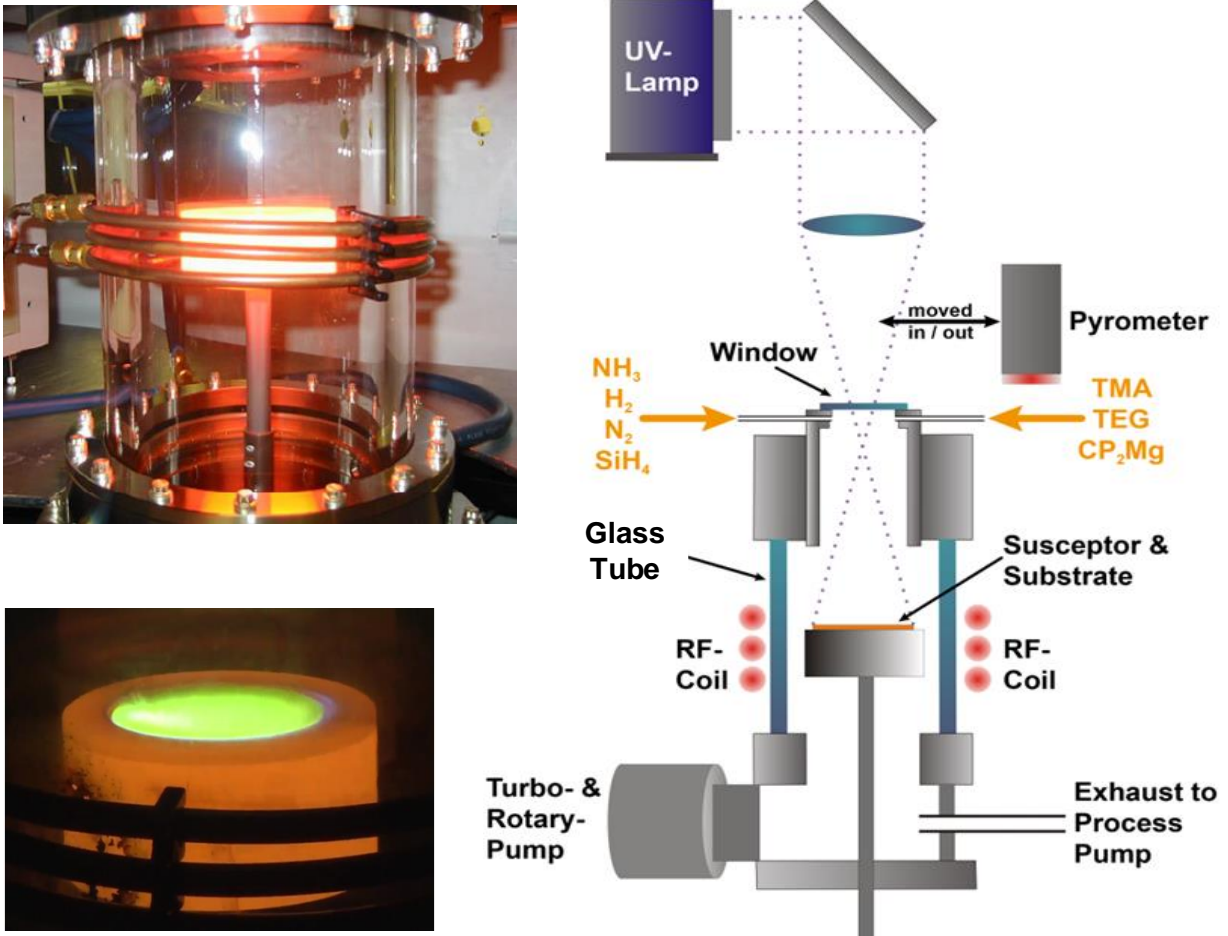 UV-
Lamp
moved
in / out
Pyrometer
Window
NH₃
H₂
N₂
SiH₄
TMA
TEG
CP₂Mg
Glass
Tube
Susceptor &
Substrate
RF-
Coil
RF-
Coil
Turbo- &
Rotary-
Pump
Exhaust to
Process
Pump